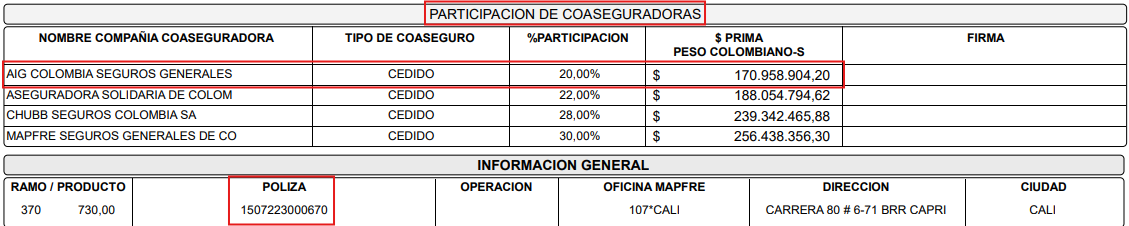 PARTICIPACION DE COASEGURADORAS
NOMBRE COMPAÑIA COASEGURADORA TIPO DE COASEGURO %PARTICIPACION $ PRIMA FIRMA
PESO COLOMBIANO-S
AIG COLOMBIA SEGUROS GENERALES CEDIDO 20,00% $ 170.958.904,20
ASEGURADORA SOLIDARIA DE COLOM CEDIDO 22,00% $ 188.054.794,62
CHUBB SEGUROS COLOMBIA SA CEDIDO 28,00% $ 239.342.465,88
MAPFRE SEGUROS GENERALES DE CO CEDIDO 30,00% $ 256.438.356,30
INFORMACION GENERAL
RAMO / PRODUCTO POLIZA OPERACION OFICINA MAPFRE DIRECCION CIUDAD
370 730,00 1507223000670 107*CALI CARRERA 80 # 6-71 BRR CAPRI CALI